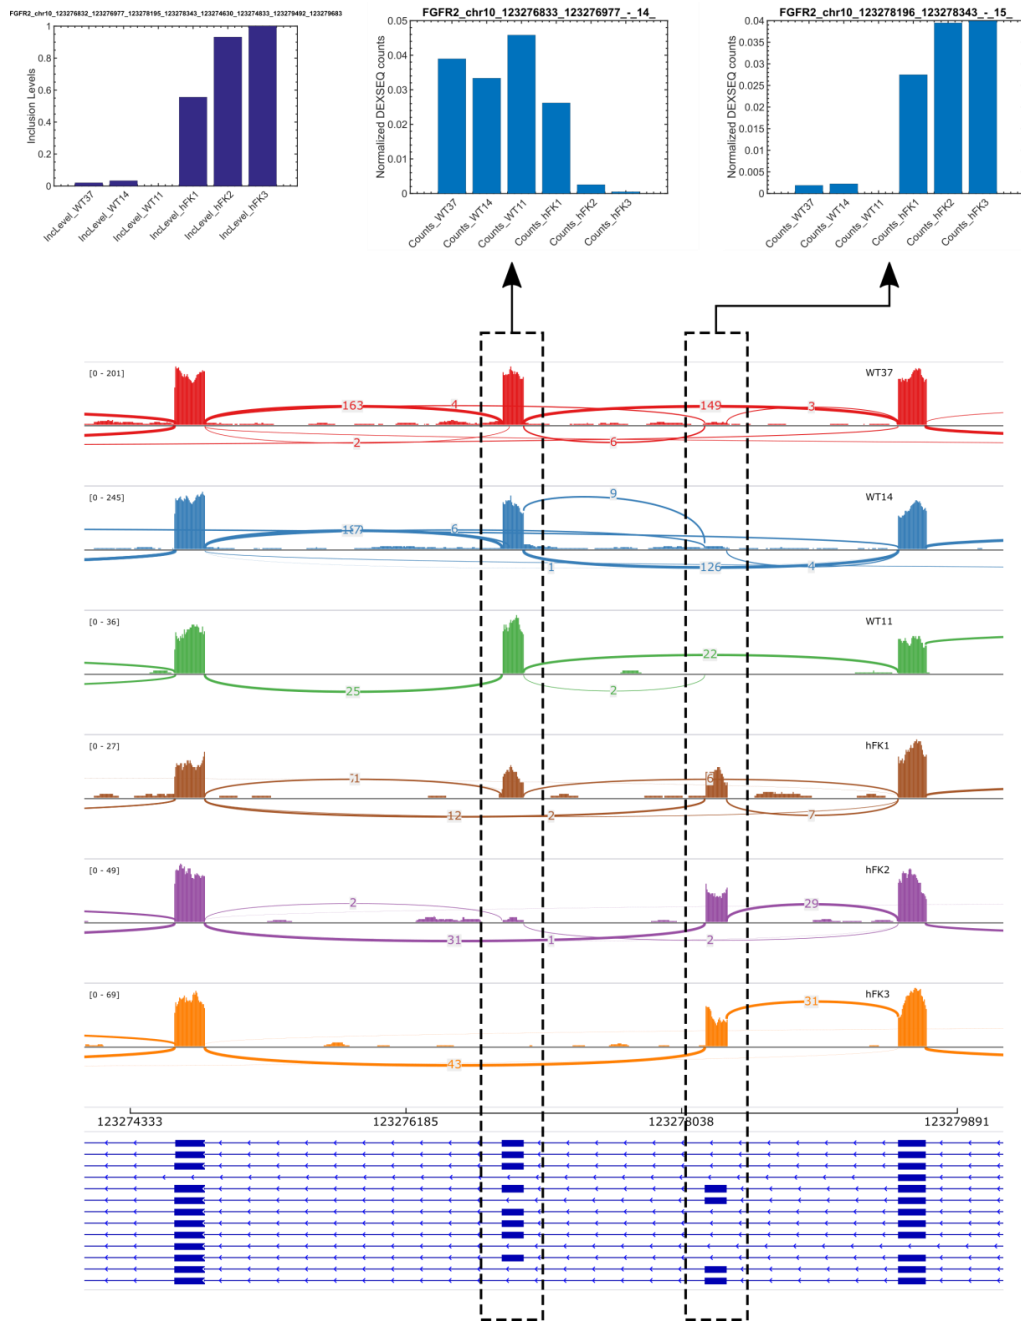 FGFR2_chr10_123276832_123276977_123278195_123278343_123274630_123274833_123279492_123279683
Inclusion Levels
1
0.8
0.6
0.4
0.2
0
IncLevel_WT37
IncLevel_WT14
IncLevel_WT11
IncLevel_hFK1
IncLevel_hFK2
IncLevel_hFK3
FGFR2_chr10_123276833_123276977_-_14_
Normalized DEXSEQ counts
0.05
0.04
0.03
0.02
0.01
0
Counts_WT37
Counts_WT14
Counts_WT11
Counts_hFK1
Counts_hFK2
Counts_hFK3
FGFR2_chr10_123278196_123278343_-_15_
Normalized DEXSEQ counts
0.04
0.035
0.03
0.025
0.02
0.015
0.01
0.005
0
Counts_WT37
Counts_WT14
Counts_WT11
Counts_hFK1
Counts_hFK2
Counts_hFK3
[0 - 201]
WT37
163
4
149
3
2
6
[0 - 245]
WT14
9
6
1
126
4
[0 - 36]
WT11
22
25
2
[0 - 27]
hFK1
6
12
2
7
[0 - 49]
hFK2
2
29
31
1
2
[0 - 69]
hFK3
31
43
123274333
123276185
123278038
123279891